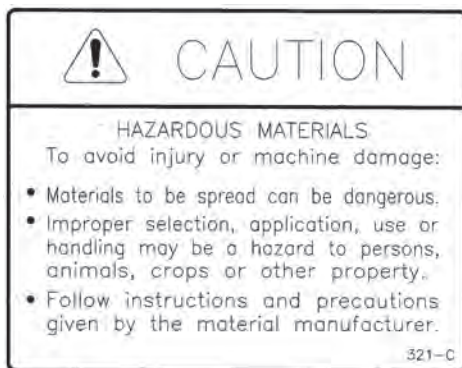 CAUTION
HAZARDOUS MATERIALS
To avoid injury or machine damage:
• Materials to be spread can be dangerous.
• Improper selection, application, use or
handling may be a hazard to persons,
animals, crops or other property.
• Follow instructions and precautions
given by the material manufacturer.
321-C